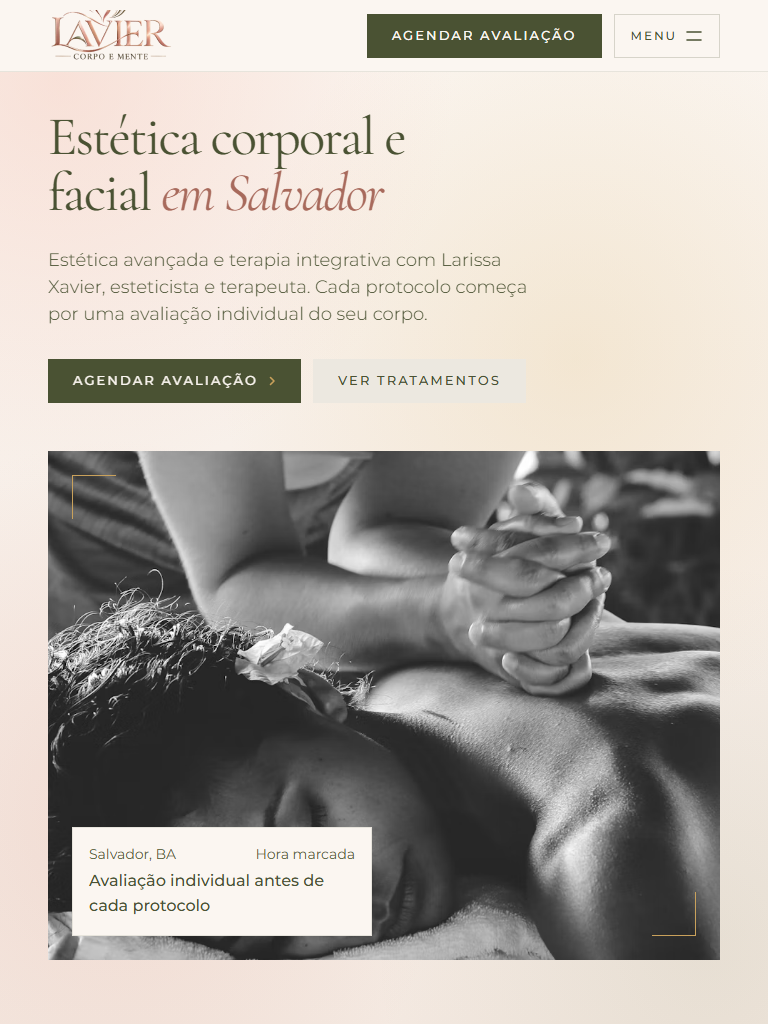 LAVIER
CORPO E MENTE
AGENDAR AVALIAÇÃO
MENU
Estética corporal e
facial em Salvador
Estética avançada e terapia integrativa com Larissa
Xavier, esteticista e terapeuta. Cada protocolo começa
por uma avaliação individual do seu corpo.
AGENDAR AVALIAÇÃO
VER TRATAMENTOS
Salvador, BA
Hora marcada
Avaliação individual antes de
cada protocolo